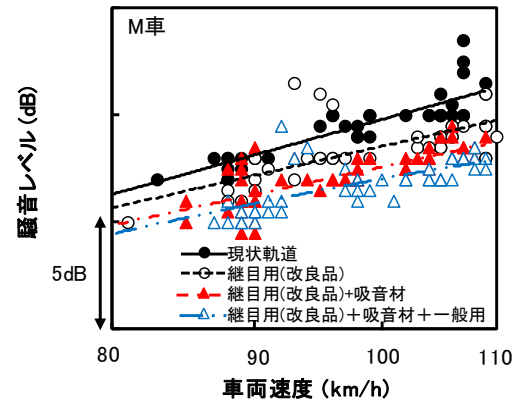 M車
騒音レベル (dB)
5dB
現状軌道
継目用(改良品)
継目用(改良品)+吸音材
継目用(改良品)＋吸音材＋一般用
80 90 100 110
車両速度 (km/h)